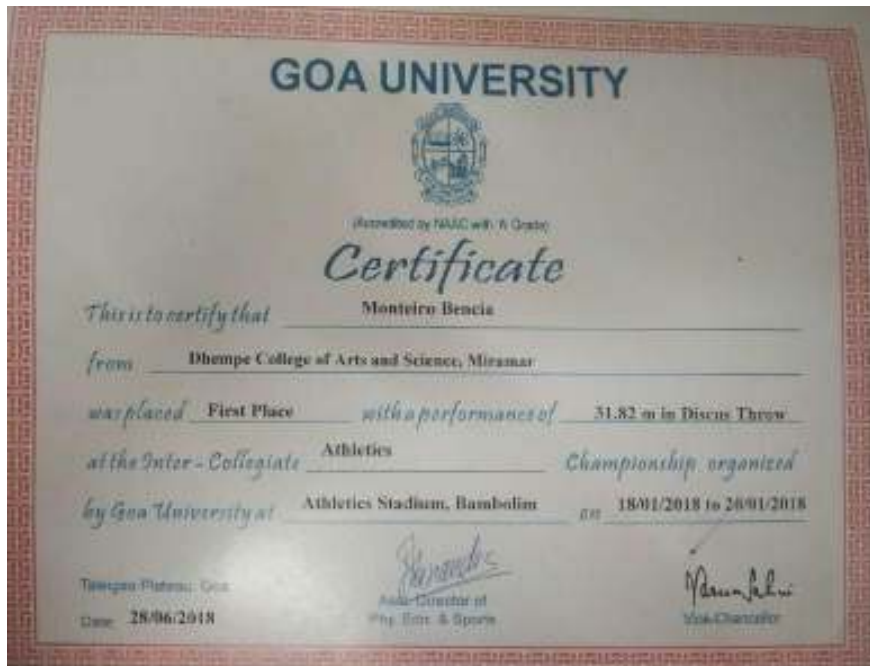 GOA UNIVERSITY
(Accredited by NAAC with 'A' Grade)
Certificate
This is to certify that Monteiro Bencia
from Dhempe College of Arts and Science, Miramar
was placed First Place with a performance of 31.82 m in Discus Throw
at the Inter - Collegiate Athletics Championship organized
by Goa University at Athletics Stadium, Bambolim on 18/01/2018 to 20/01/2018
Taleigao Plateau, Goa
Date 28/06/2018
Asst. Director of
Phy. Edn. & Sports
Vice-Chancellor